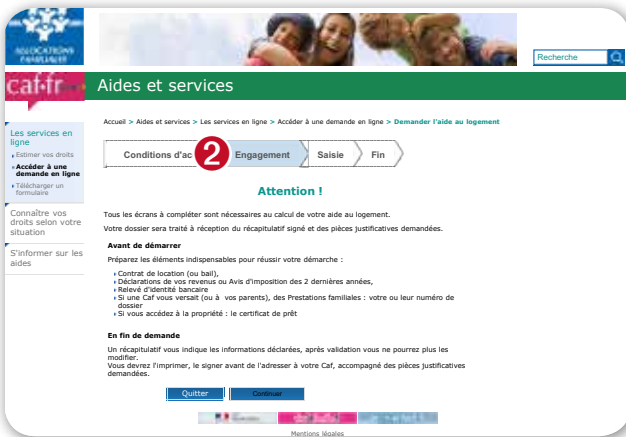 ALLOCATIONS
FAMILIALES
caf.fr
Recherche
Aides et services
Accueil > Aides et services > Les services en ligne > Accéder à une demande en ligne > Demander l'aide au logement
Les services en
ligne
Estimer vos droits
Accéder à une
demande en ligne
Télécharger un
formulaire
Connaître vos
droits selon votre
situation
S'informer sur les
aides
Conditions d'ac 2 Engagement Saisie Fin
Attention !
Tous les écrans à compléter sont nécessaires au calcul de votre aide au logement.
Votre dossier sera traité à réception du récapitulatif signé et des pièces justificatives demandées.
Avant de démarrer
Préparez les éléments indispensables pour réussir votre démarche :
Contrat de location (ou bail),
Déclarations de vos revenus ou Avis d'imposition des 2 dernières années,
Relevé d'identité bancaire
Si une Caf vous versait (ou à vos parents), des Prestations familiales : votre ou leur numéro de
dossier
Si vous accédez à la propriété : le certificat de prêt
En fin de demande
Un récapitulatif vous indique les informations déclarées, après validation vous ne pourrez plus les
modifier.
Vous devrez l'imprimer, le signer avant de l'adresser à votre Caf, accompagné des pièces justificatives
demandées.
Quitter Continuer
Mentions légales